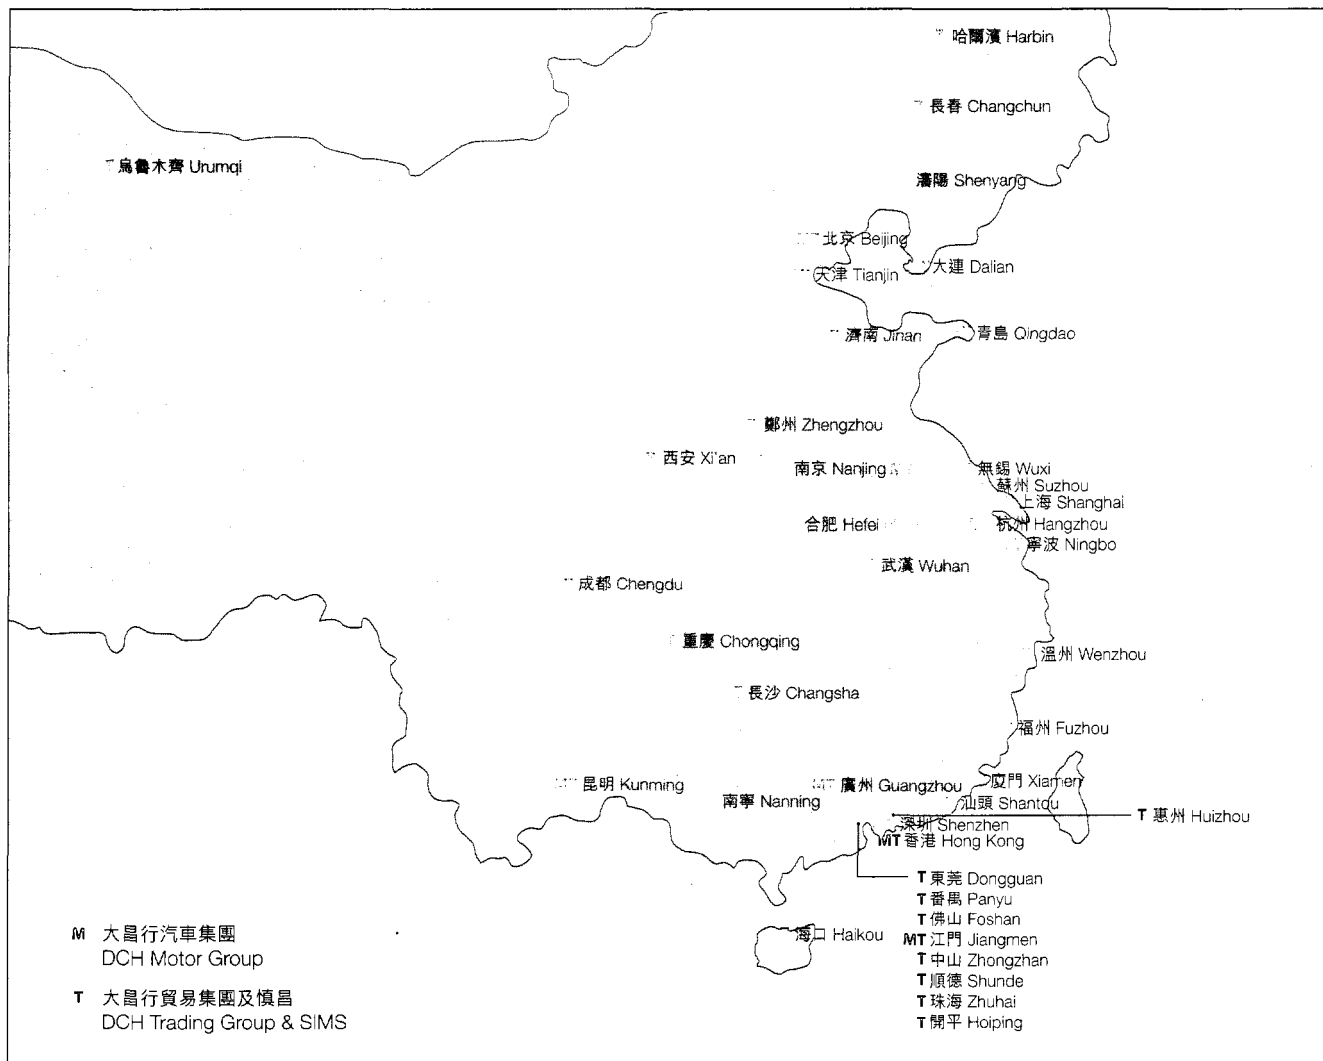 哈爾濱 Harbin
長春 Changchun
烏魯木齊 Urumqi
瀋陽 Shenyang
北京 Beijing
大連 Dalian
天津 Tianjin
濟南 Jinan
青島 Qingdao
鄭州 Zhengzhou
西安 Xi'an
南京 Nanjing
無錫 Wuxi
蘇州 Suzhou
上海 Shanghai
合肥 Hefei
杭州 Hangzhou
寧波 Ningbo
武漢 Wuhan
成都 Chengdu
重慶 Chongqing
溫州 Wenzhou
T 長沙 Changsha
福州 Fuzhou
MT 昆明 Kunming
南寧 Nanning
MT 廣州 Guangzhou
廈門 Xiamen
汕頭 Shantou
T 惠州 Huizhou
深圳 Shenzhen
MT 香港 Hong Kong
T 東莞 Dongguan
T 番禺 Panyu
T 佛山 Foshan
MT 江門 Jiangmen
T 中山 Zhongzhan
T 順德 Shunde
T 珠海 Zhuhai
T 開平 Hoiping
海口 Haikou
M 大昌行汽車集團
DCH Motor Group
T 大昌行貿易集團及慎昌
DCH Trading Group & SIMS